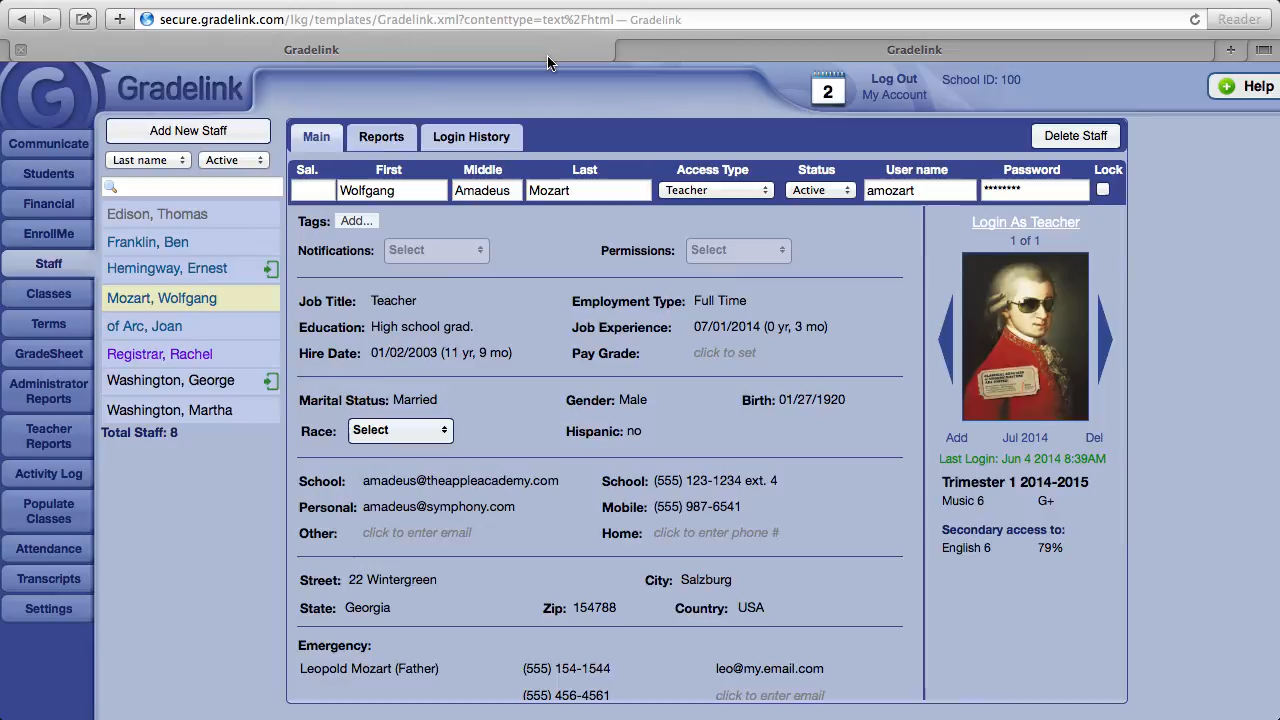 secure.gradelink.com/lkg/templates/Gradelink.xml?contenttype=text%2Fhtml — Gradelink
Reader
Gradelink
Gradelink
Gradelink
2
Log Out
My Account
School ID: 100
Help
Communicate
Students
Financial
EnrollMe
Staff
Classes
Terms
GradeSheet
Administrator
Reports
Teacher
Reports
Activity Log
Populate
Classes
Attendance
Transcripts
Settings
Add New Staff
Last name
Active
Edison, Thomas
Franklin, Ben
Hemingway, Ernest
Mozart, Wolfgang
of Arc, Joan
Registrar, Rachel
Washington, George
Washington, Martha
Total Staff: 8
Main Reports Login History
Delete Staff
Sal. First Middle Last Access Type Status User name Password Lock
Wolfgang Amadeus Mozart Teacher Active amozart ********
Tags: Add...
Notifications: Select Permissions: Select
Job Title: Teacher Employment Type: Full Time
Education: High school grad. Job Experience: 07/01/2014 (0 yr, 3 mo)
Hire Date: 01/02/2003 (11 yr, 9 mo) Pay Grade: click to set
Marital Status: Married Gender: Male Birth: 01/27/1920
Race: Select Hispanic: no
School: amadeus@theappleacademy.com School: (555) 123-1234 ext. 4
Personal: amadeus@symphony.com Mobile: (555) 987-6541
Other: click to enter email Home: click to enter phone #
Street: 22 Wintergreen City: Salzburg
State: Georgia Zip: 154788 Country: USA
Emergency:
Leopold Mozart (Father) (555) 154-1544 leo@my.email.com
(555) 456-4561 click to enter email
Login As Teacher
1 of 1
Add Jul 2014 Del
Last Login: Jun 4 2014 8:39AM
Trimester 1 2014-2015
Music 6 G+
Secondary access to:
English 6 79%